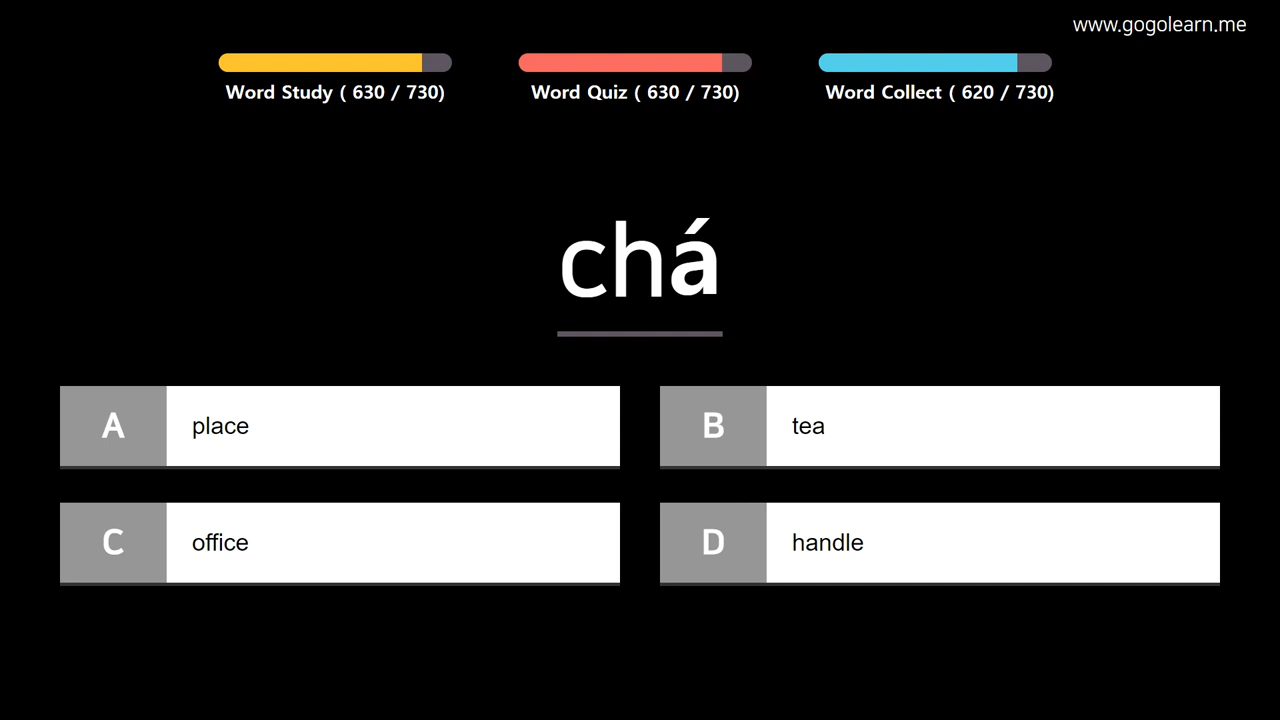 www.gogolearn.me
Word Study ( 630 / 730)
Word Quiz ( 630 / 730)
Word Collect ( 620 / 730)
chá
A place
B tea
C office
D handle